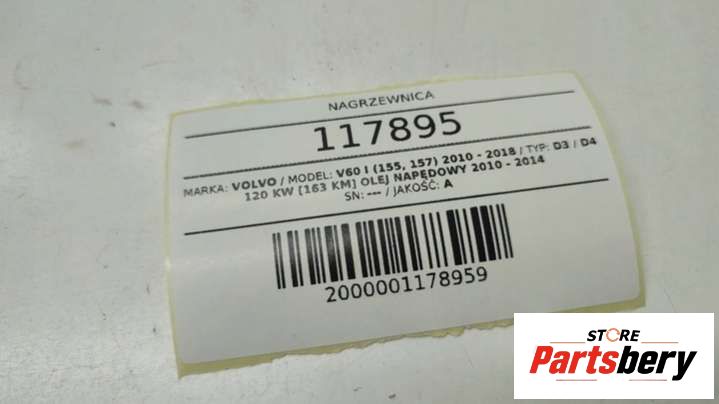 NAGRZEWNICA
117895
MARKA: VOLVO / MODEL: V60 I (155, 157) 2010 - 2018 / TYP: D3 / D4
120 KW [163 KM] OLEJ NAPĘDOWY 2010 - 2014
SN: --- / JAKOŚĆ: A
2000001178959
STORE
Partsbery